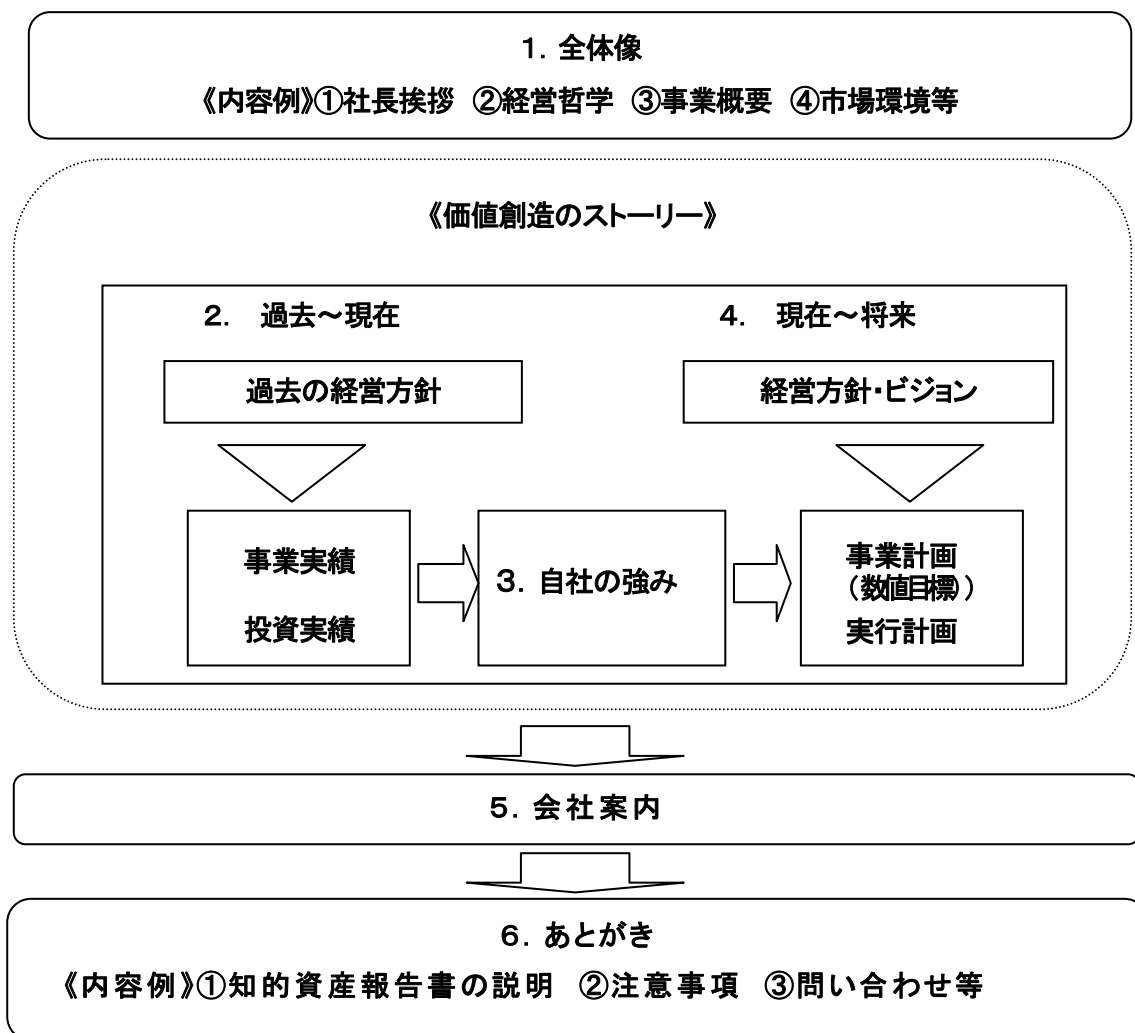 １．全体像
《内容例》①社長挨拶 ②経営哲学 ③事業概要 ④市場環境等
《価値創造のストーリー》
２． 過去～現在
過去の経営方針
事業実績
投資実績
３．自社の強み
４． 現在～将来
経営方針・ビジョン
事業計画
（数値目標））
実行計画
５．会社案内
６．あとがき
《内容例》①知的資産報告書の説明 ②注意事項 ③問い合わせ等